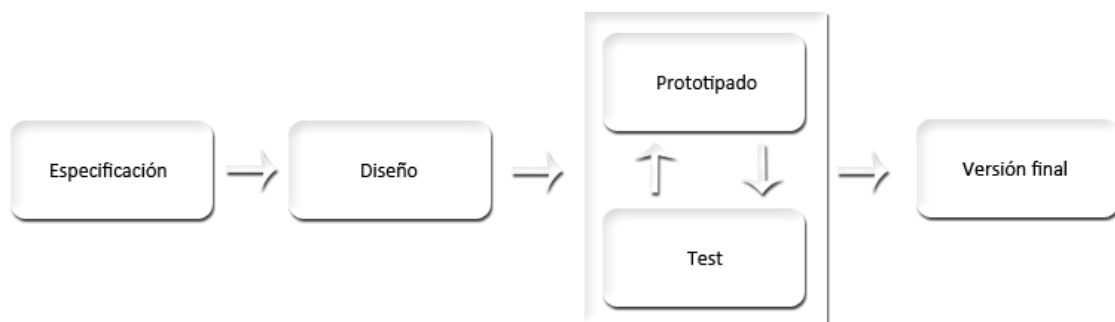 Especificación
Diseño
Prototipado
Test
Versión final